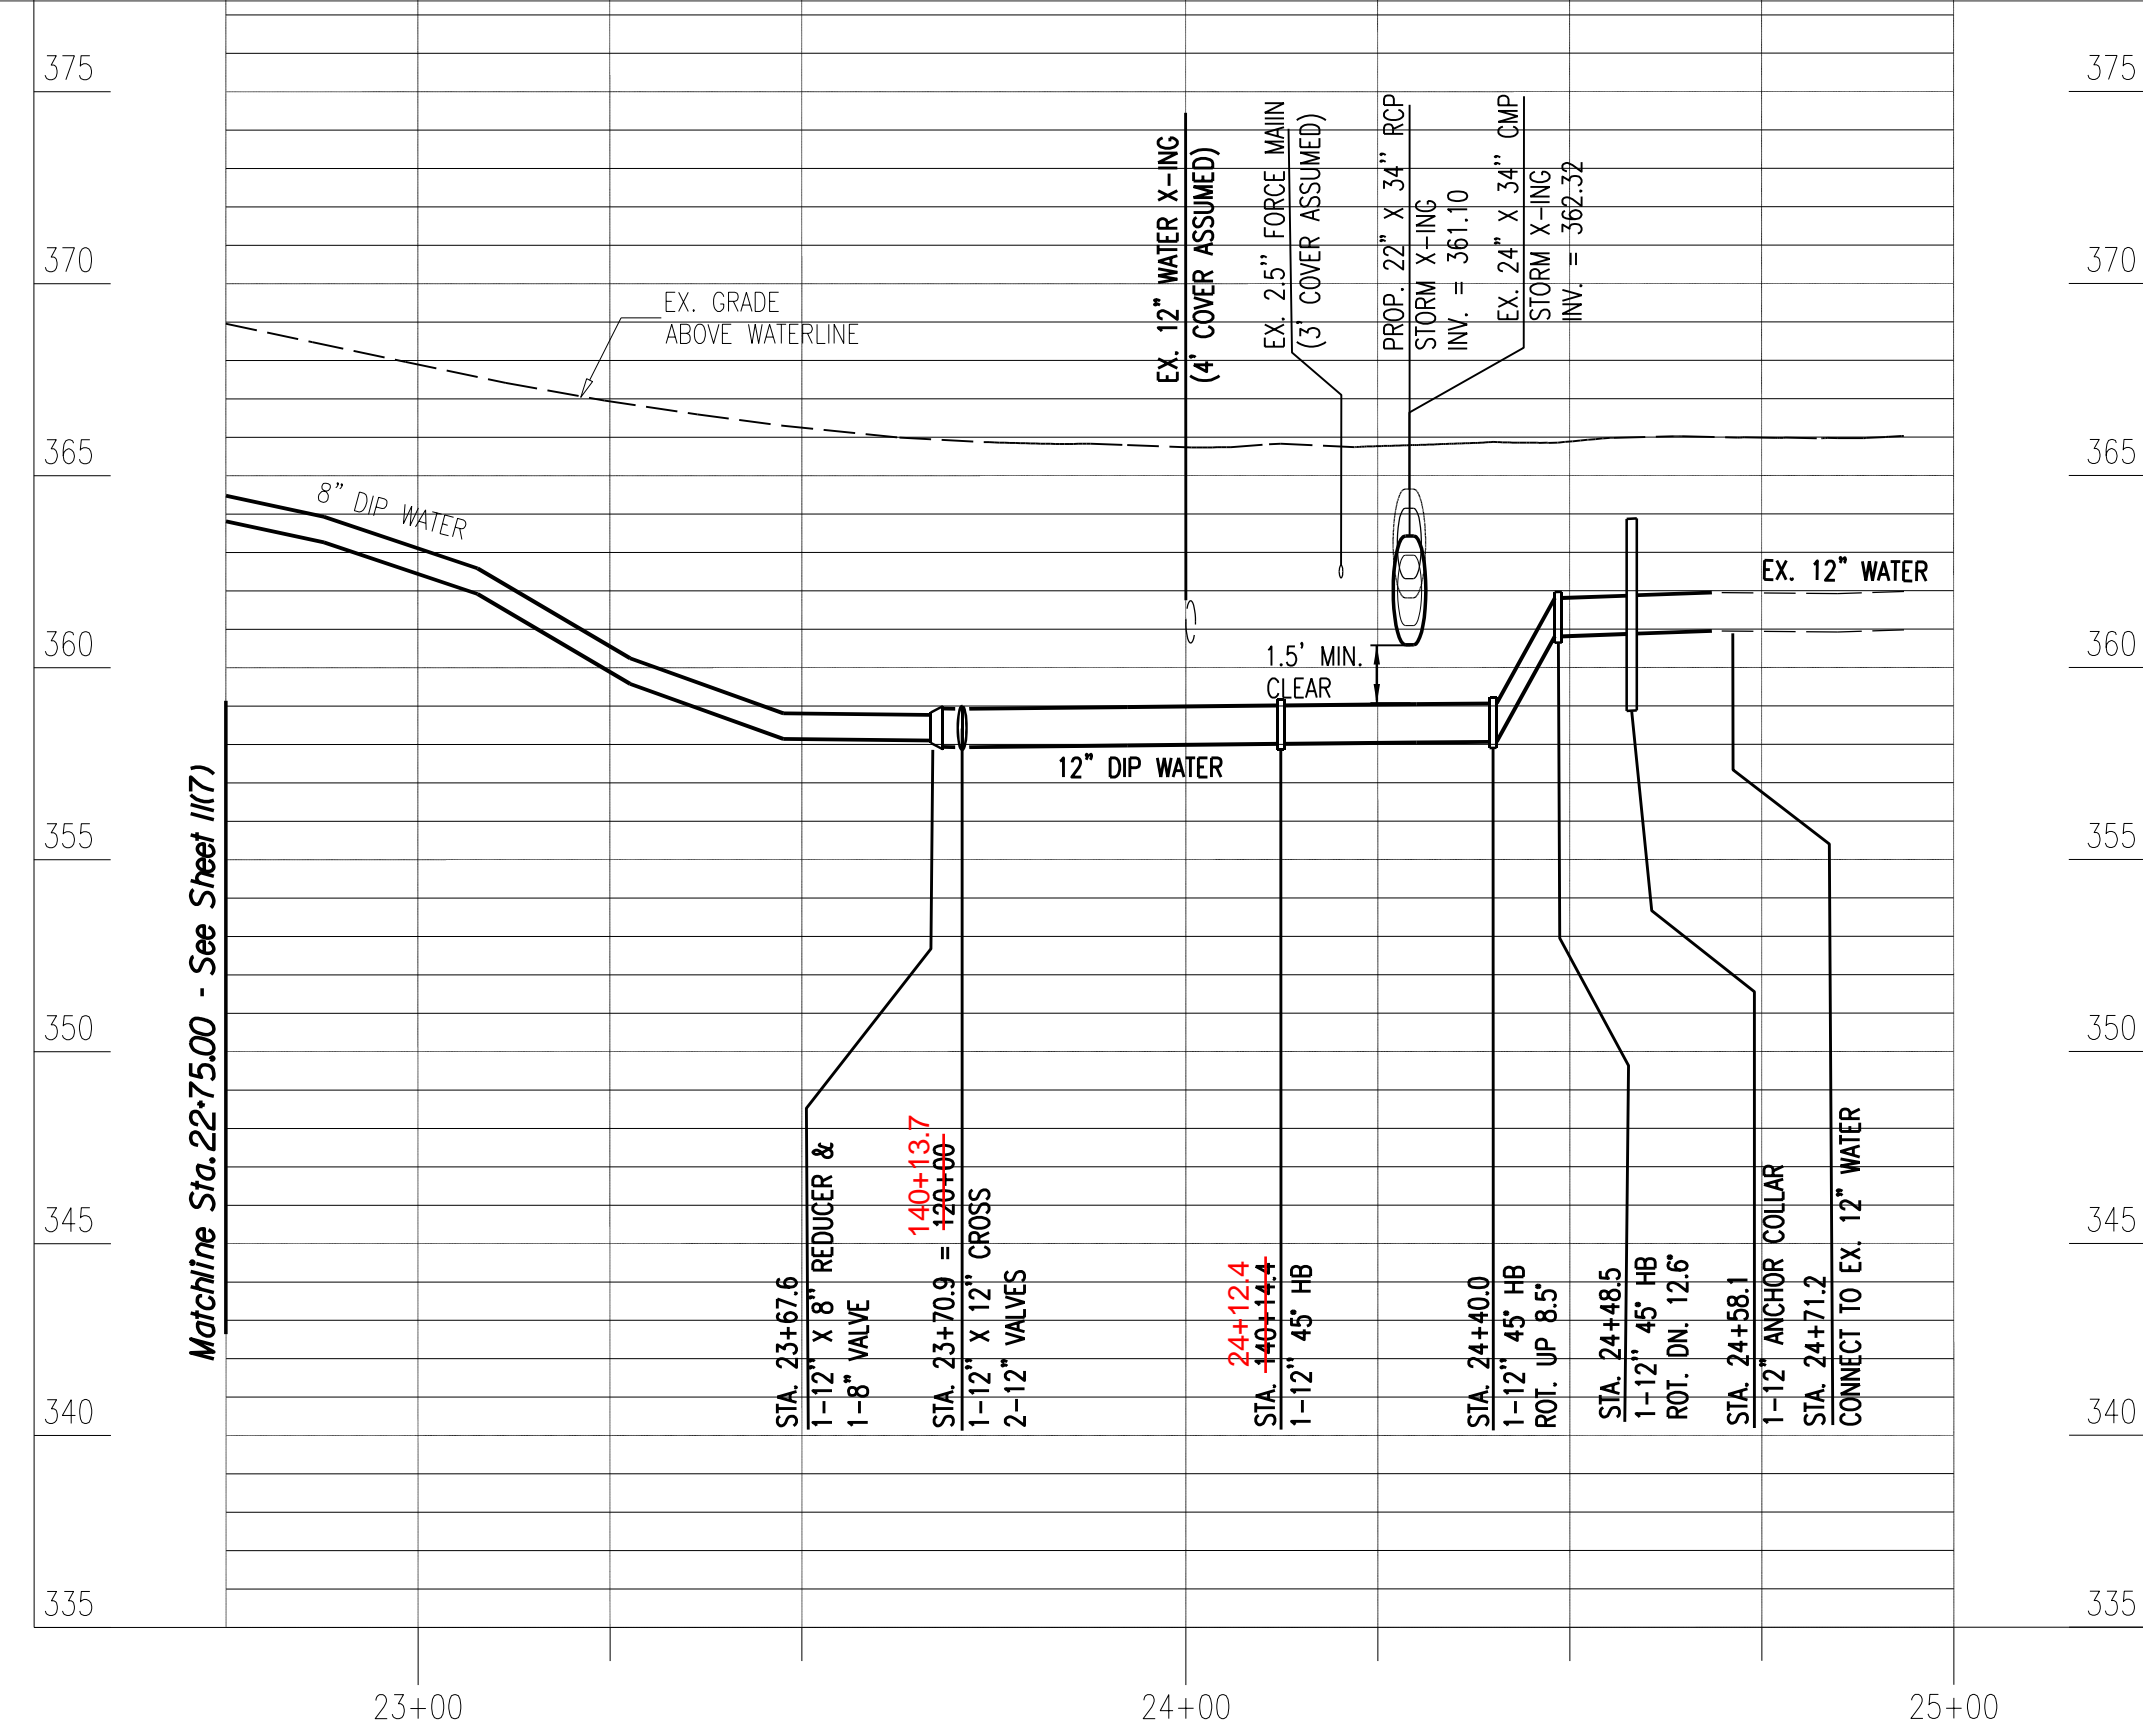 375
370
365
360
355
350
345
340
335
375
370
365
360
355
350
345
340
335
EX. GRADE
ABOVE WATERLINE
8” DIP WATER
EX. 12" WATER X-ING
(4' COVER ASSUMED)
EX. 2.5” FORCE MAIIN
(3' COVER ASSUMED)
PROP. 22” X 34” RCP
STORM X-ING
INV. = 361.10
EX. 24” X 34” CMP
STORM X-ING
INV. = 362.32
EX. 12" WATER
1.5' MIN.
CLEAR
12" DIP WATER
Matchline Sta.22+75.00 - See Sheet 11(7)
STA. 23+67.6
1-12” X 8” REDUCER &
1-8” VALVE
140+13.7
STA. 23+70.9 = 120+00
1-12” X 12” CROSS
2-12" VALVES
24+12.4
STA. 140+14.4
1-12” 45° HB
STA. 24+40.0
1-12” 45° HB
ROT. UP 8.5°
STA. 24+48.5
1-12” 45° HB
ROT. DN. 12.6°
STA. 24+58.1
1-12" ANCHOR COLLAR
STA. 24+71.2
CONNECT TO EX. 12" WATER
23+00
24+00
25+00